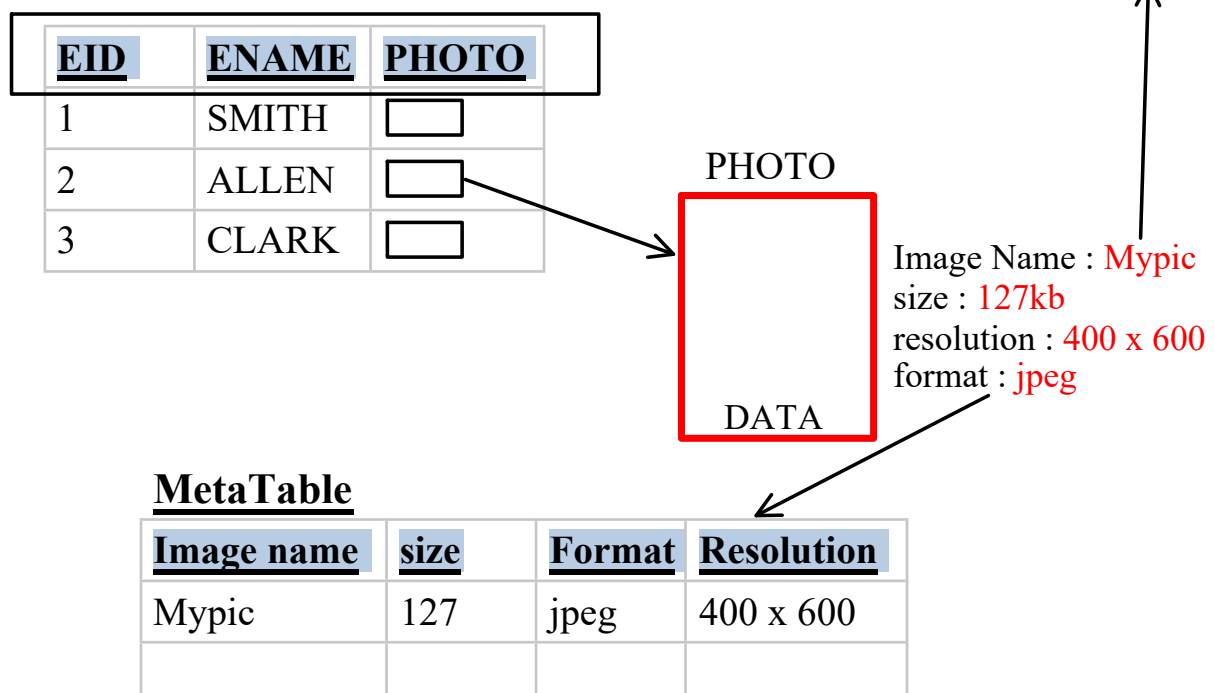 EID ENAME PHOTO
1 SMITH
2 ALLEN
3 CLARK
PHOTO
DATA
Image Name : Mypic
size : 127kb
resolution : 400 x 600
format : jpeg
MetaTable
Image name size Format Resolution
Mypic 127 jpeg 400 x 600